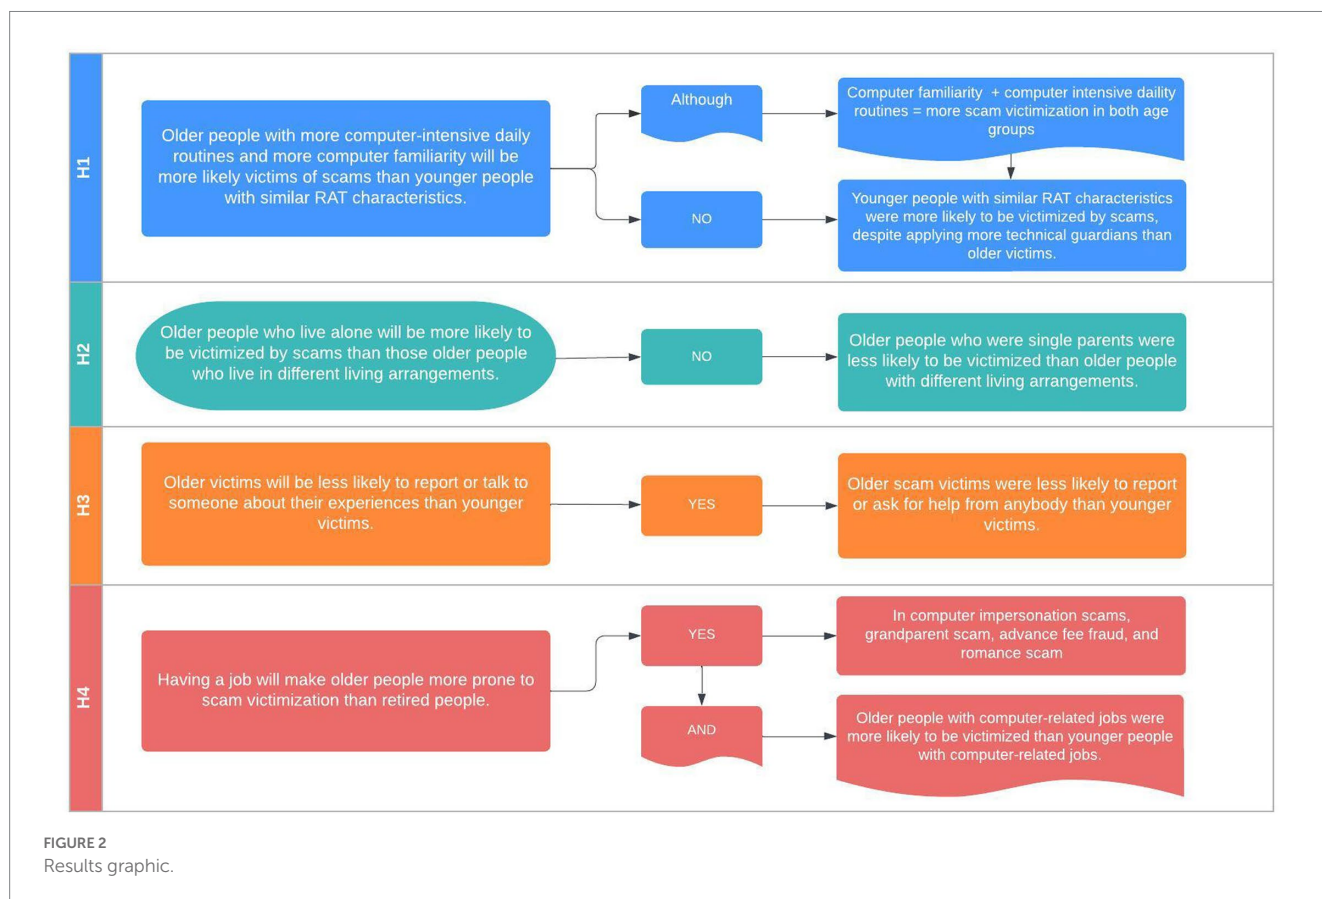 H1
Older people with more computer-intensive daily
routines and more computer familiarity will be
more likely victims of scams than younger people
with similar RAT characteristics.
Although
Computer familiarity + computer intensive daility
routines = more scam victimization in both age
groups
NO
Younger people with similar RAT characteristics
were more likely to be victimized by scams,
despite applying more technical guardians than
older victims.
H2
Older people who live alone will be more likely to
be victimized by scams than those older people
who live in different living arrangements.
NO
Older people who were single parents were
less likely to be victimized than older people
with different living arrangements.
H3
Older victims will be less likely to report or talk to
someone about their experiences than younger
victims.
YES
Older scam victims were less likely to report
or ask for help from anybody than younger
victims.
H4
Having a job will make older people more prone to
scam victimization than retired people.
YES
In computer impersonation scams,
grandparent scam, advance fee fraud, and
romance scam
AND
Older people with computer-related jobs were
more likely to be victimized than younger people
with computer-related jobs.
FIGURE 2
Results graphic.